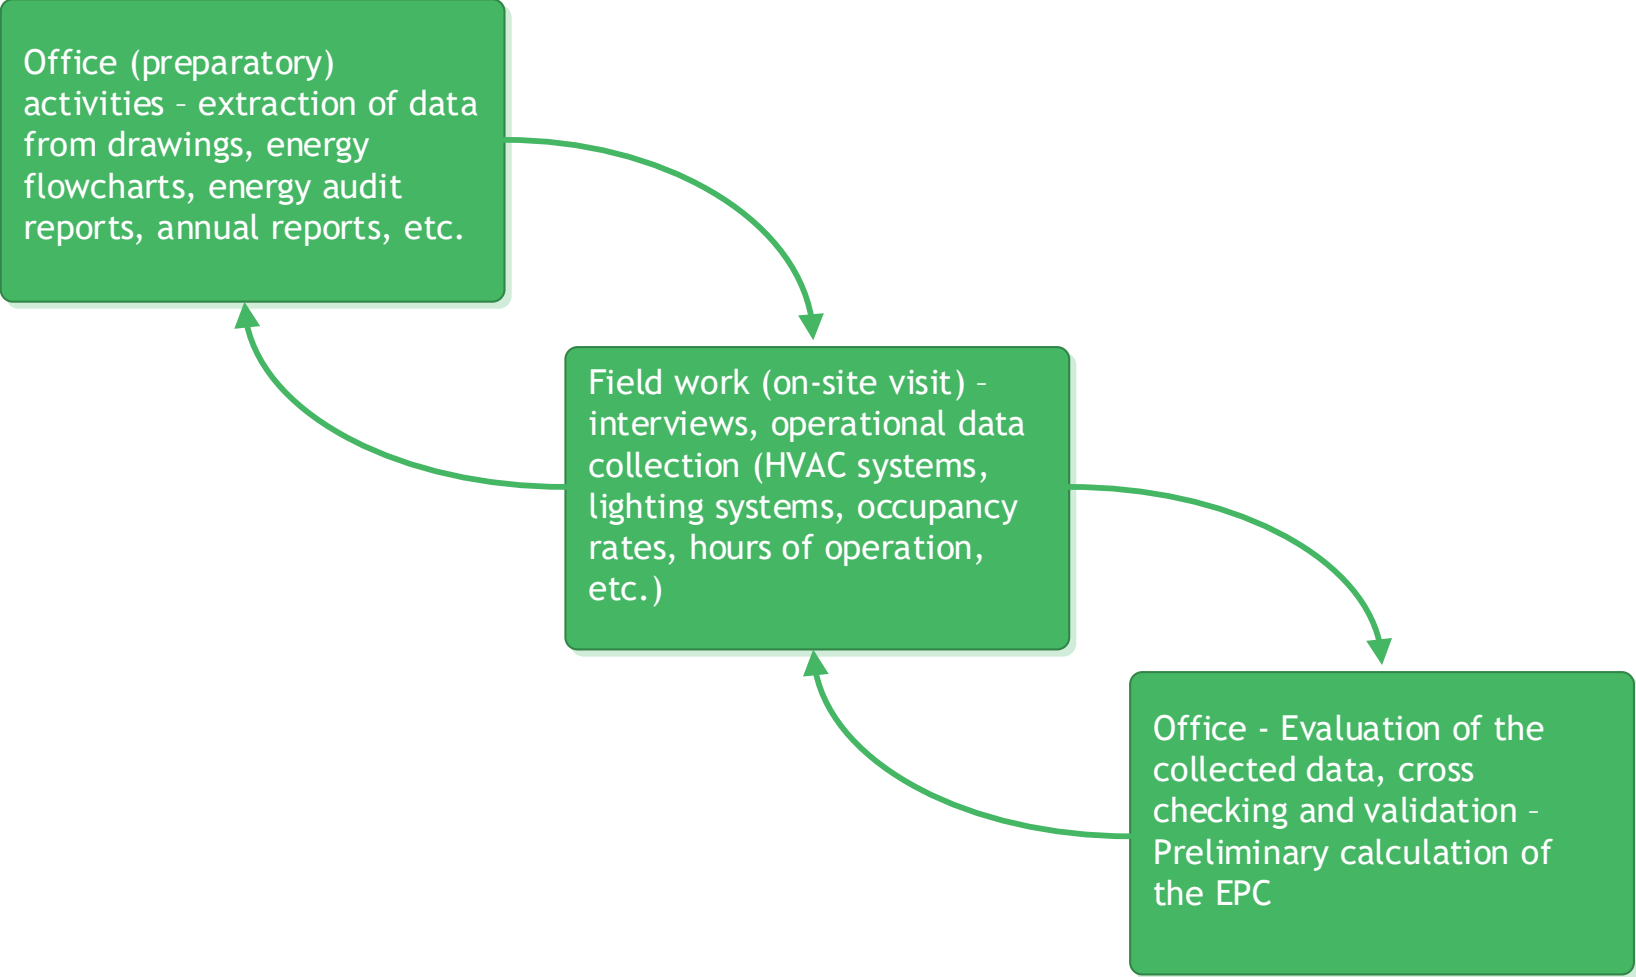 Office (preparatory)
activities – extraction of data
from drawings, energy
flowcharts, energy audit
reports, annual reports, etc.
Field work (on-site visit) –
interviews, operational data
collection (HVAC systems,
lighting systems, occupancy
rates, hours of operation,
etc.)
Office - Evaluation of the
collected data, cross
checking and validation –
Preliminary calculation of
the EPC